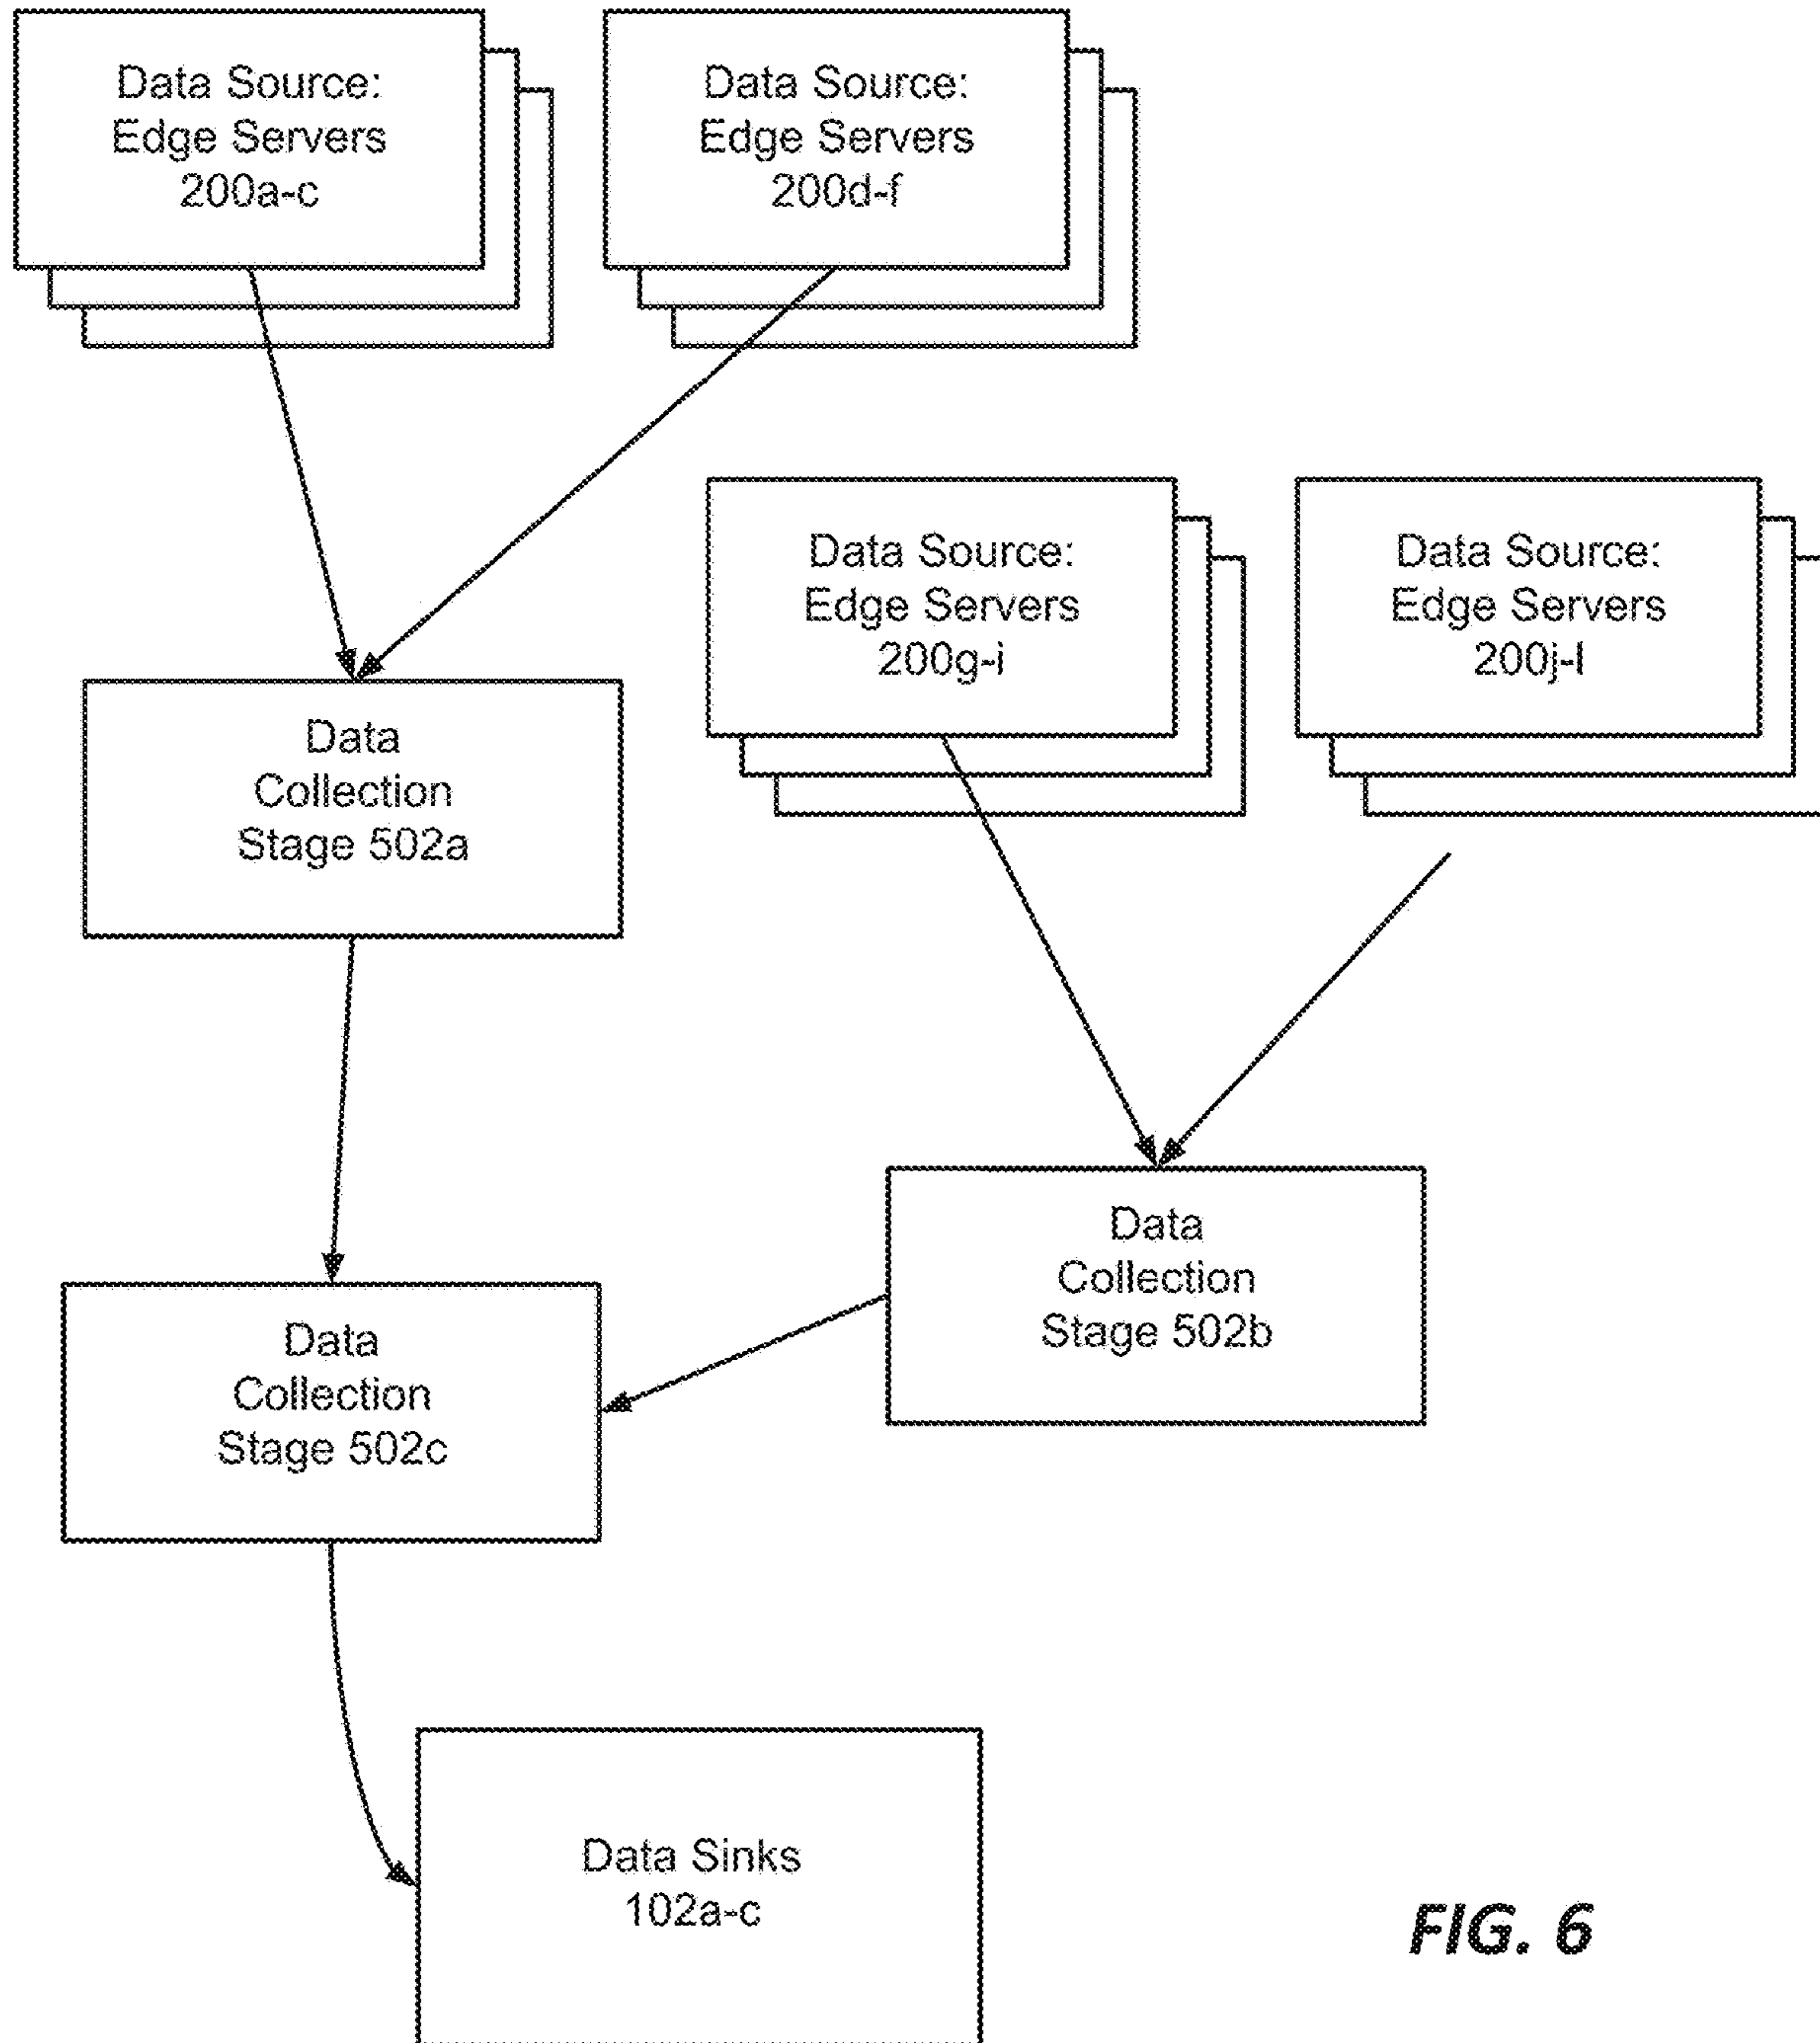 Data Source:
Edge Servers
200a-c
Data Source:
Edge Servers
200d-f
Data Source:
Edge Servers
200g-i
Data Source:
Edge Servers
200j-l
Data
Collection
Stage 502a
Data
Collection
Stage 502b
Data
Collection
Stage 502c
Data Sinks
102a-c
FIG. 6